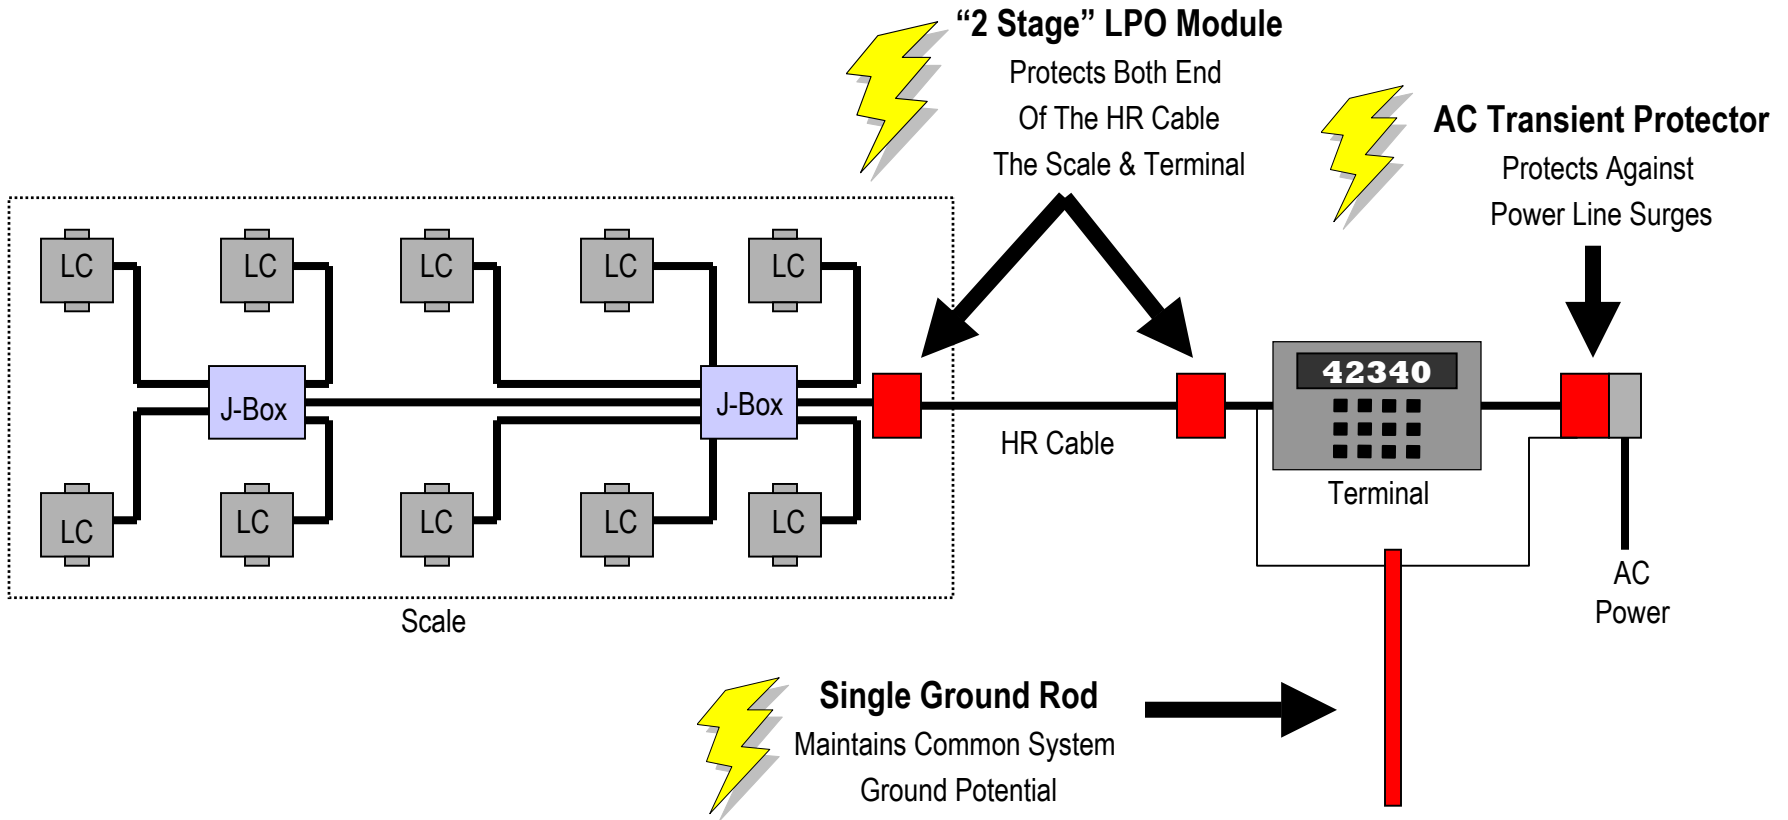 “2 Stage” LPO Module
Protects Both End
Of The HR Cable
The Scale & Terminal
AC Transient Protector
Protects Against
Power Line Surges
LC
LC
LC
LC
LC
J-Box
J-Box
42340
HR Cable
Terminal
LC
LC
LC
LC
LC
AC
Power
Scale
Single Ground Rod
Maintains Common System
Ground Potential